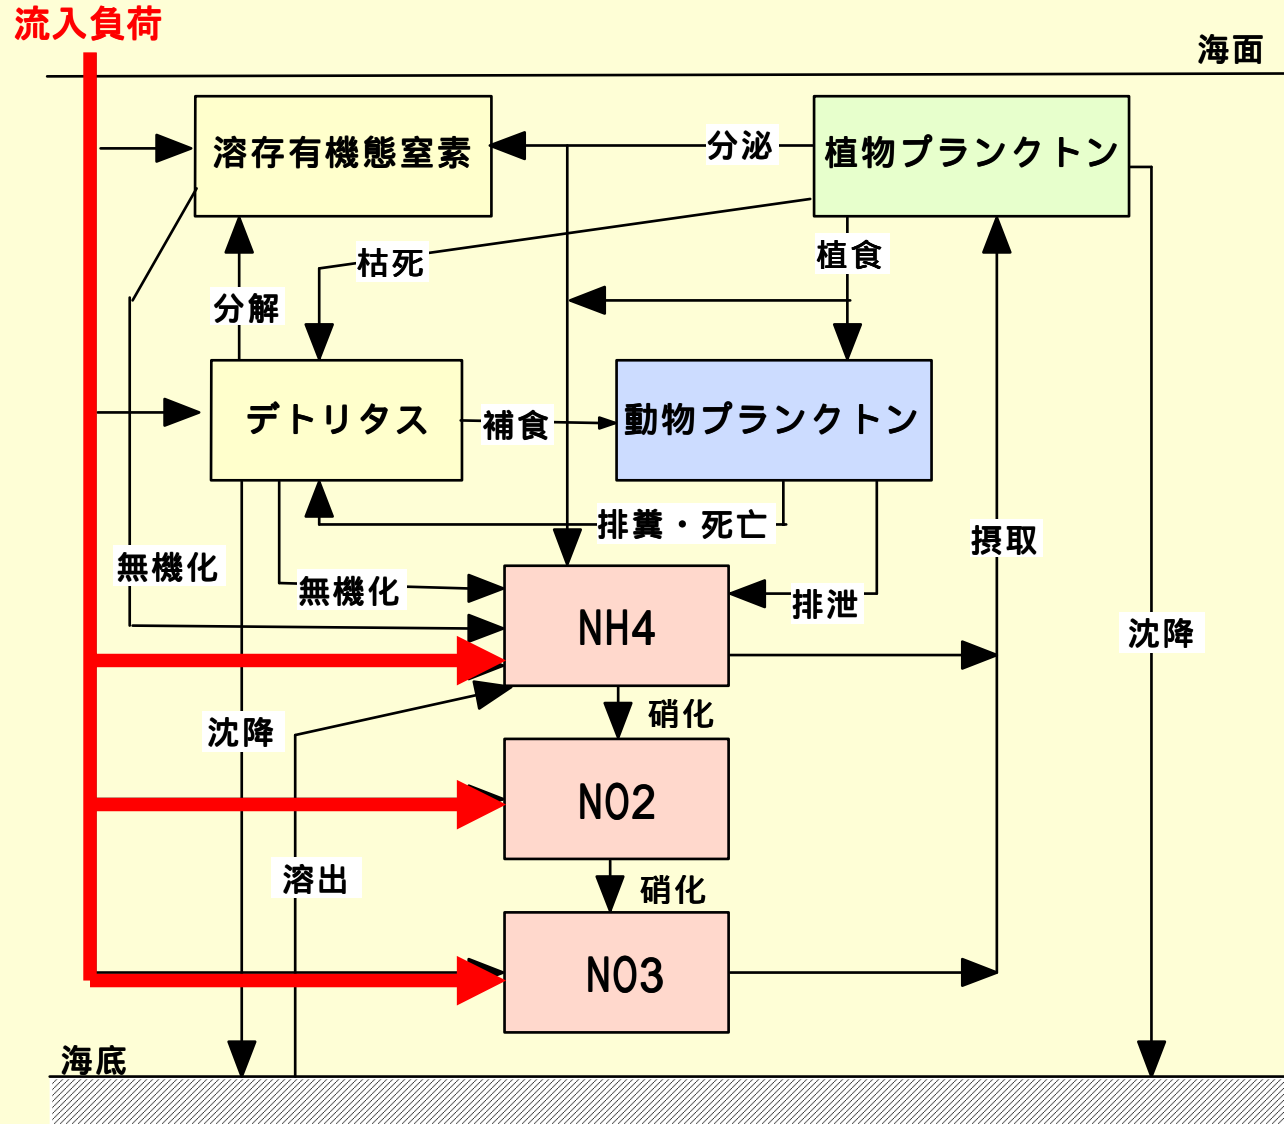 流入負荷
海面
溶存有機態窒素
分泌
植物プランクトン
枯死
植食
分解
デトリタス
補食
動物プランクトン
排糞・死亡
摂取
無機化
無機化
NH4
排泄
沈降
沈降
硝化
NO2
溶出
硝化
NO3
海底